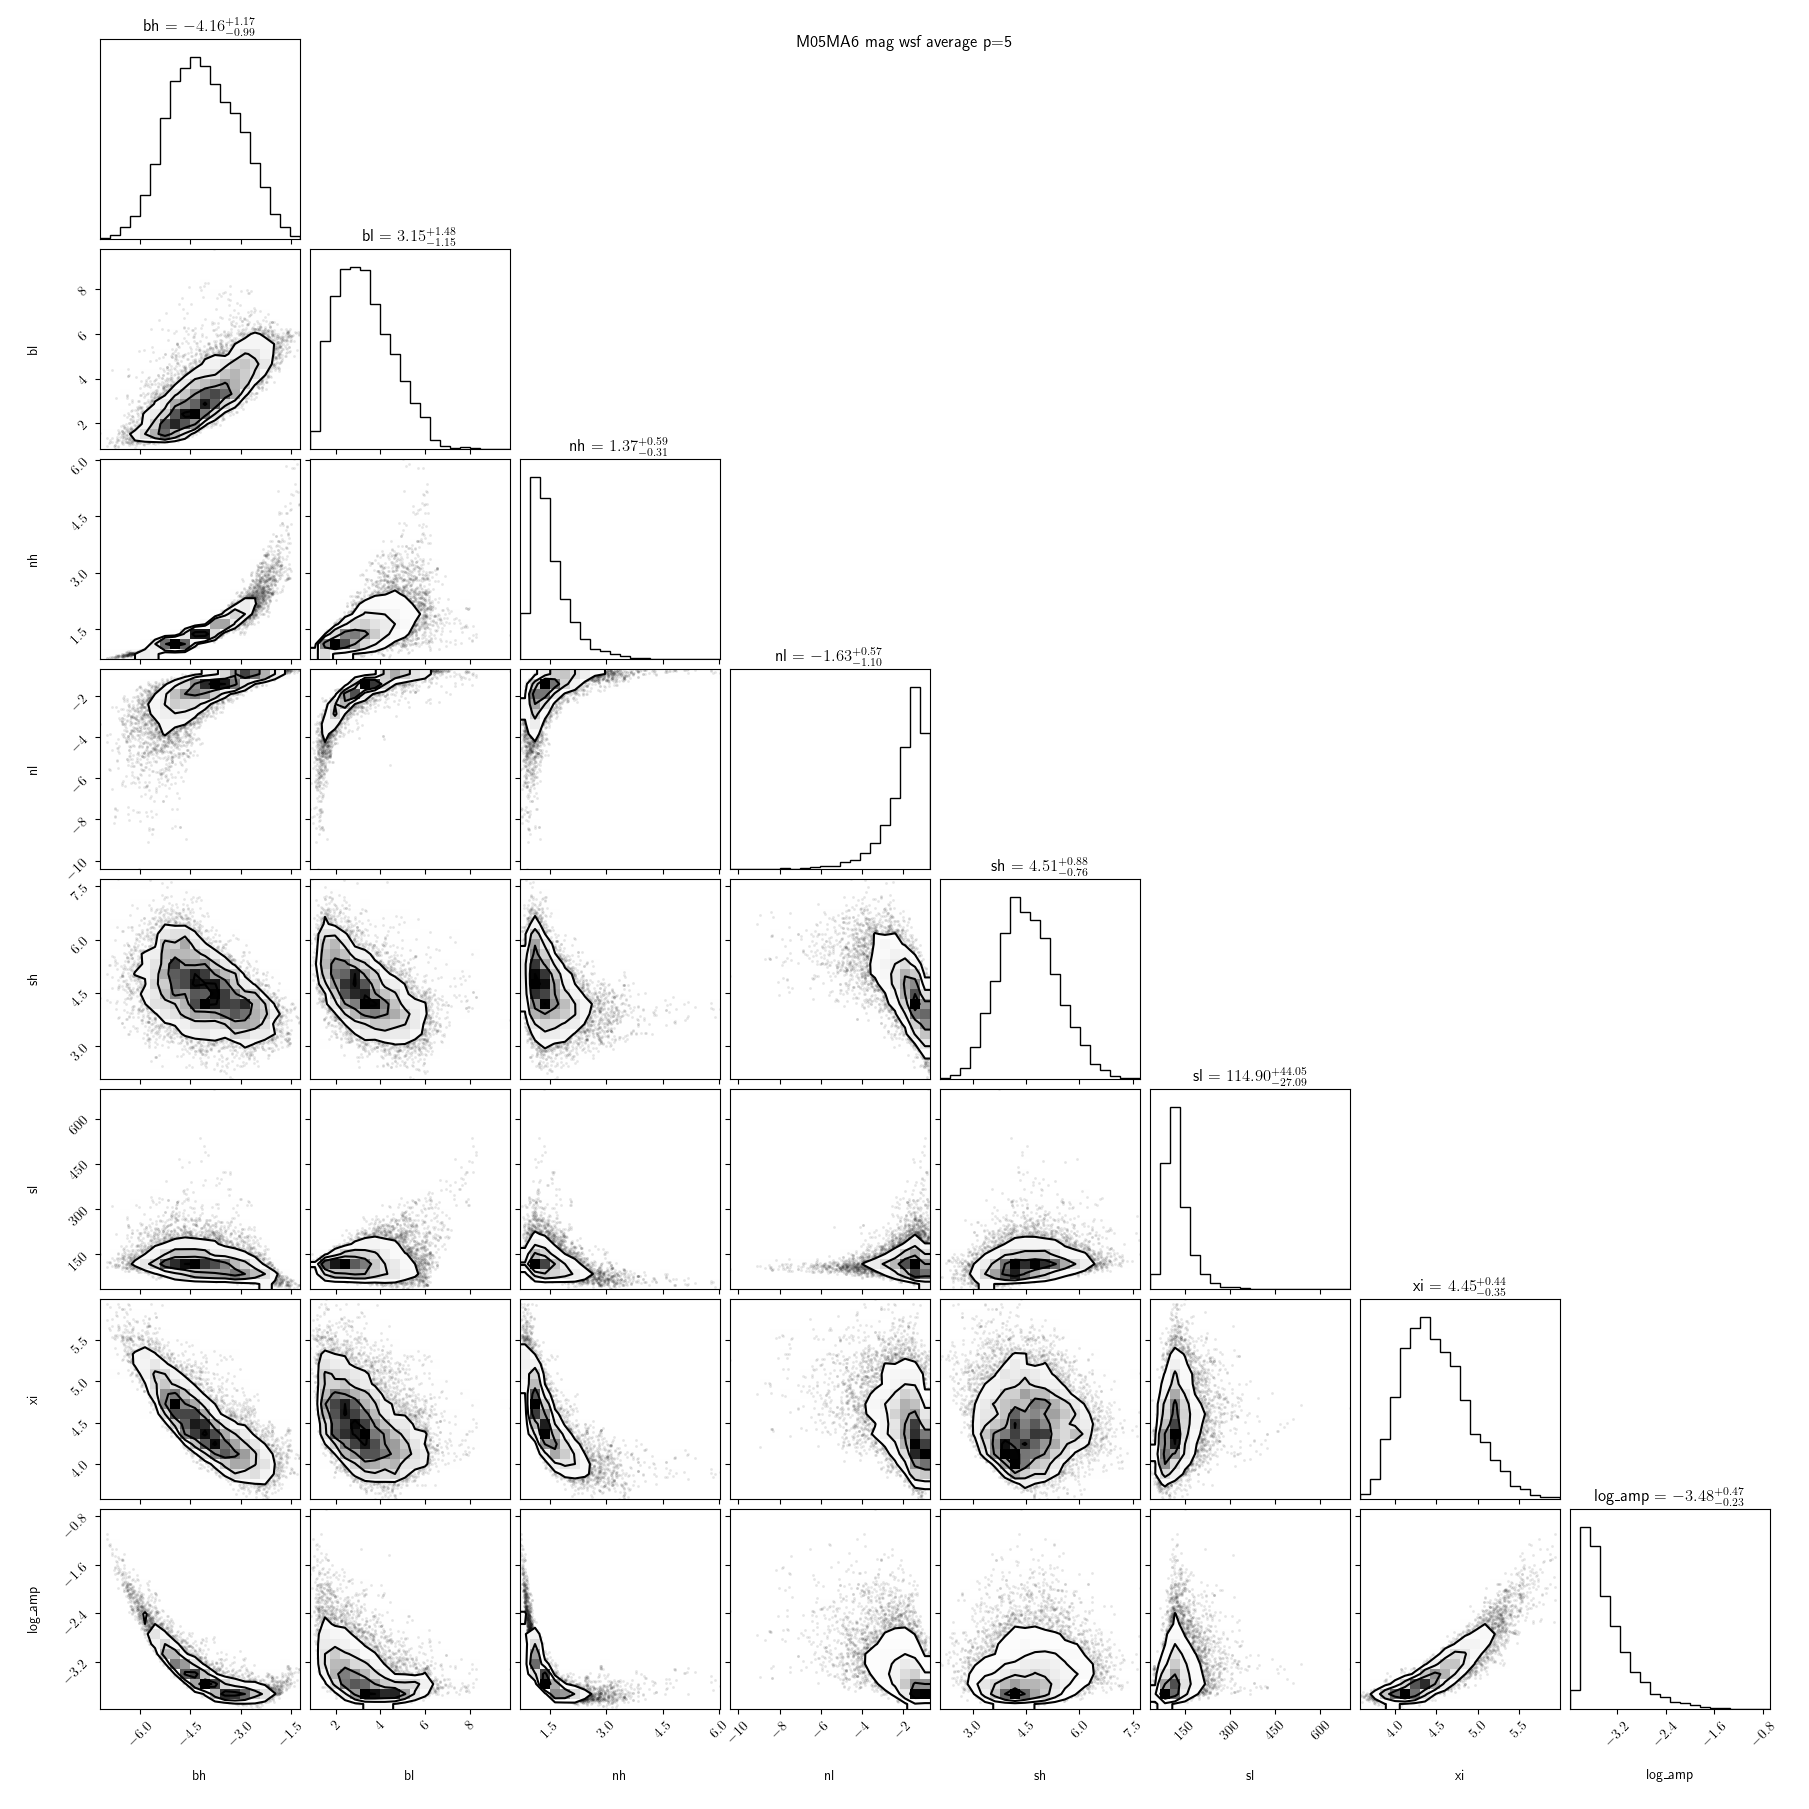 M05MA6 mag wsf average p=5
bh = −4.16 +1.17 −0.99
bl = 3.15 +1.48 −1.15
8
6
4
2
bl
nh = 1.37 +0.59 −0.31
6.0
4.5
3.0
1.5
nh
nl = −1.63 +0.57 −1.10
−2
−4
−6
−8
−10
nl
sh = 4.51 +0.88 −0.76
7.5
6.0
4.5
3.0
sh
sl = 114.90 +44.05 −27.09
600
450
300
150
sl
xi = 4.45 +0.44 −0.35
5.5
5.0
4.5
4.0
xi
log_amp = −3.48 +0.47 −0.23
−0.8
−1.6
−2.4
−3.2
log_amp
−6.0 −4.5 −3.0 −1.5 2 4 6 8 1.5 3.0 4.5 6.0 −10 −8 −6 −4 −2 3.0 4.5 6.0 7.5 150 300 450 600 4.0 4.5 5.0 5.5 −3.2 −2.4 −1.6 −0.8
bh bl nh nl sh sl xi log_amp